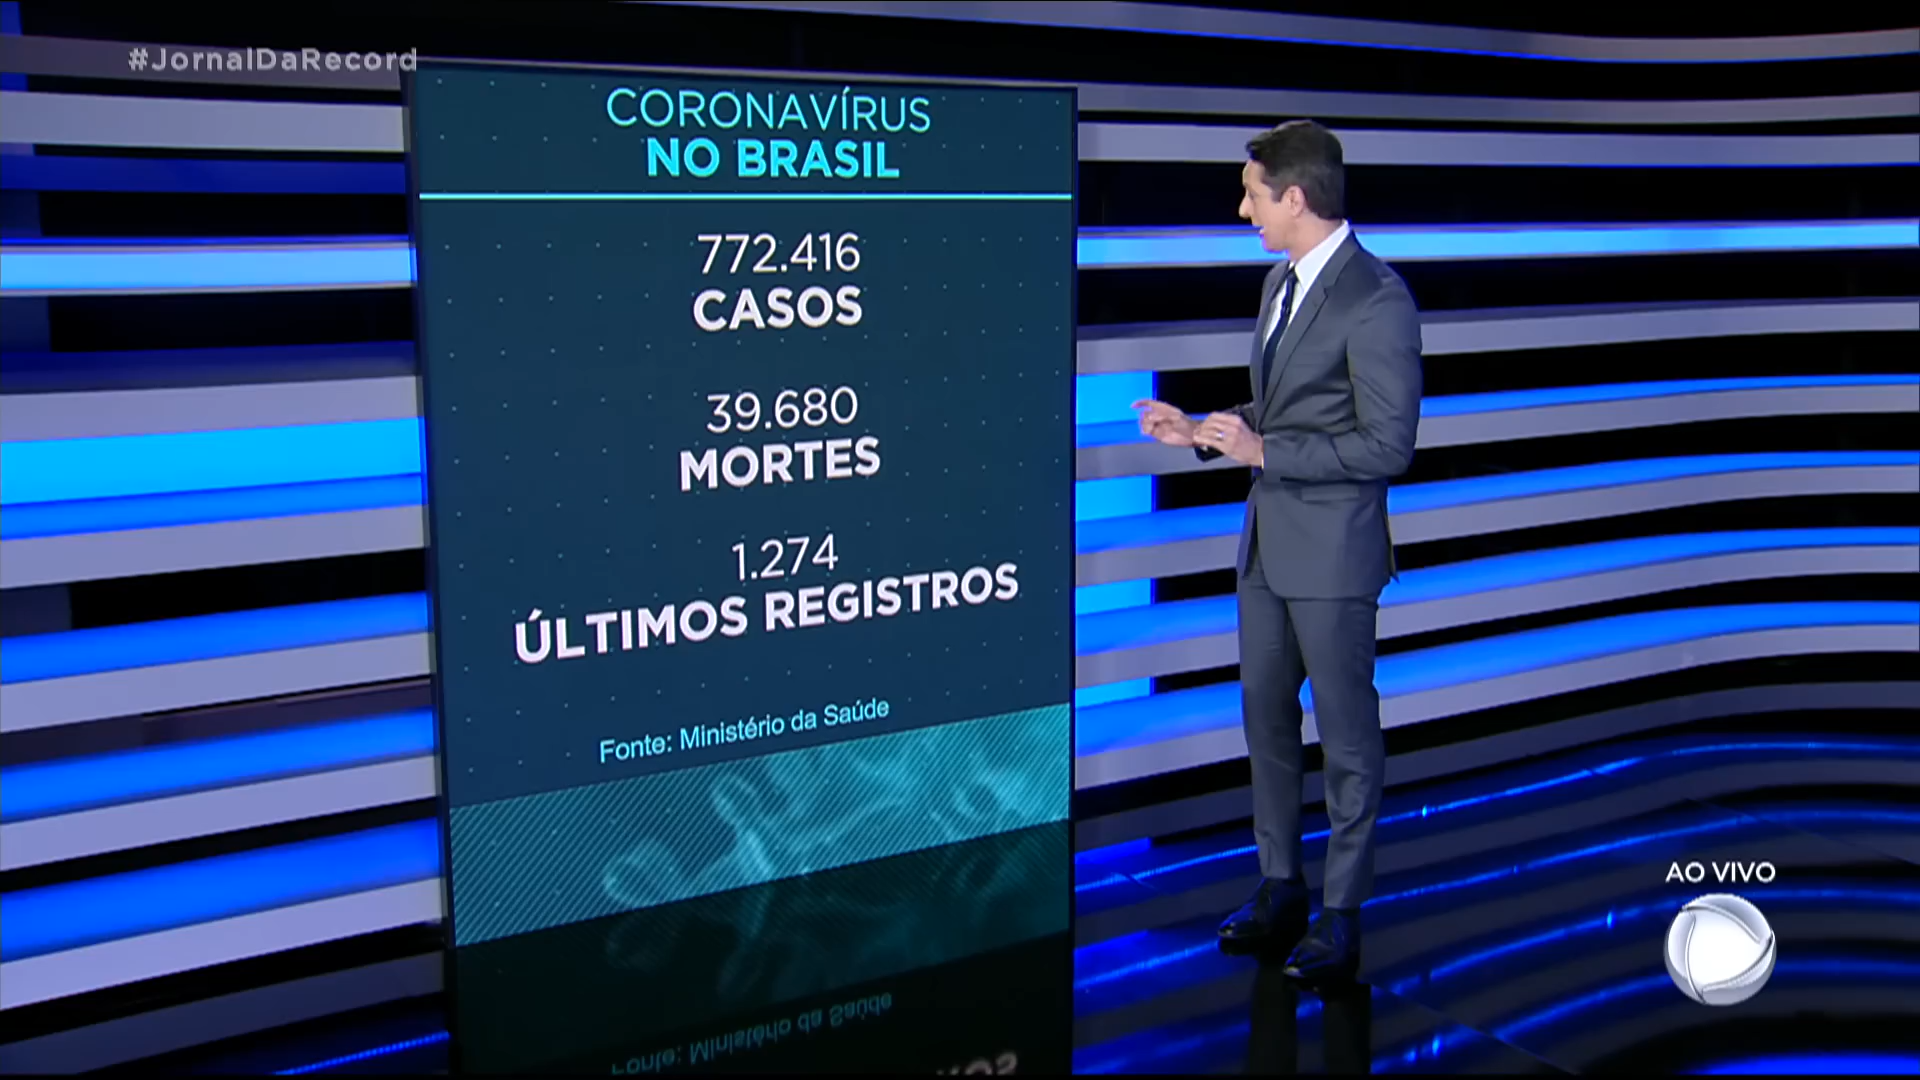 #JornalDaRecord
CORONAVÍRUS
NO BRASIL
772.416
CASOS
39.680
MORTES
1.274
ÚLTIMOS REGISTROS
Fonte: Ministério da Saúde
AO VIVO